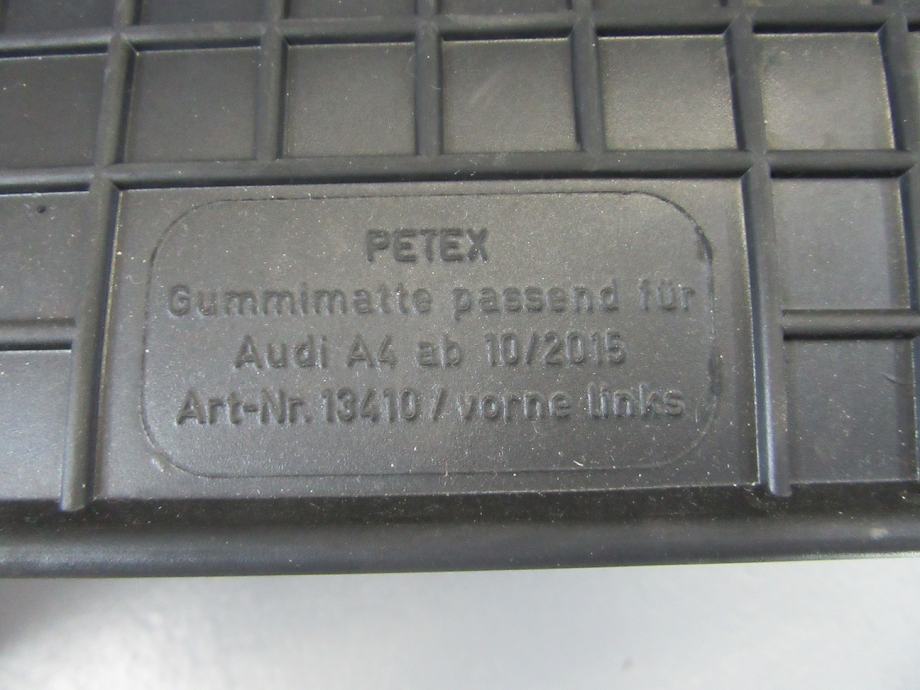 PETEX
Gummimatte passend für
Audi A4 ab 10/2015
Art-Nr. 13410 / vorne links